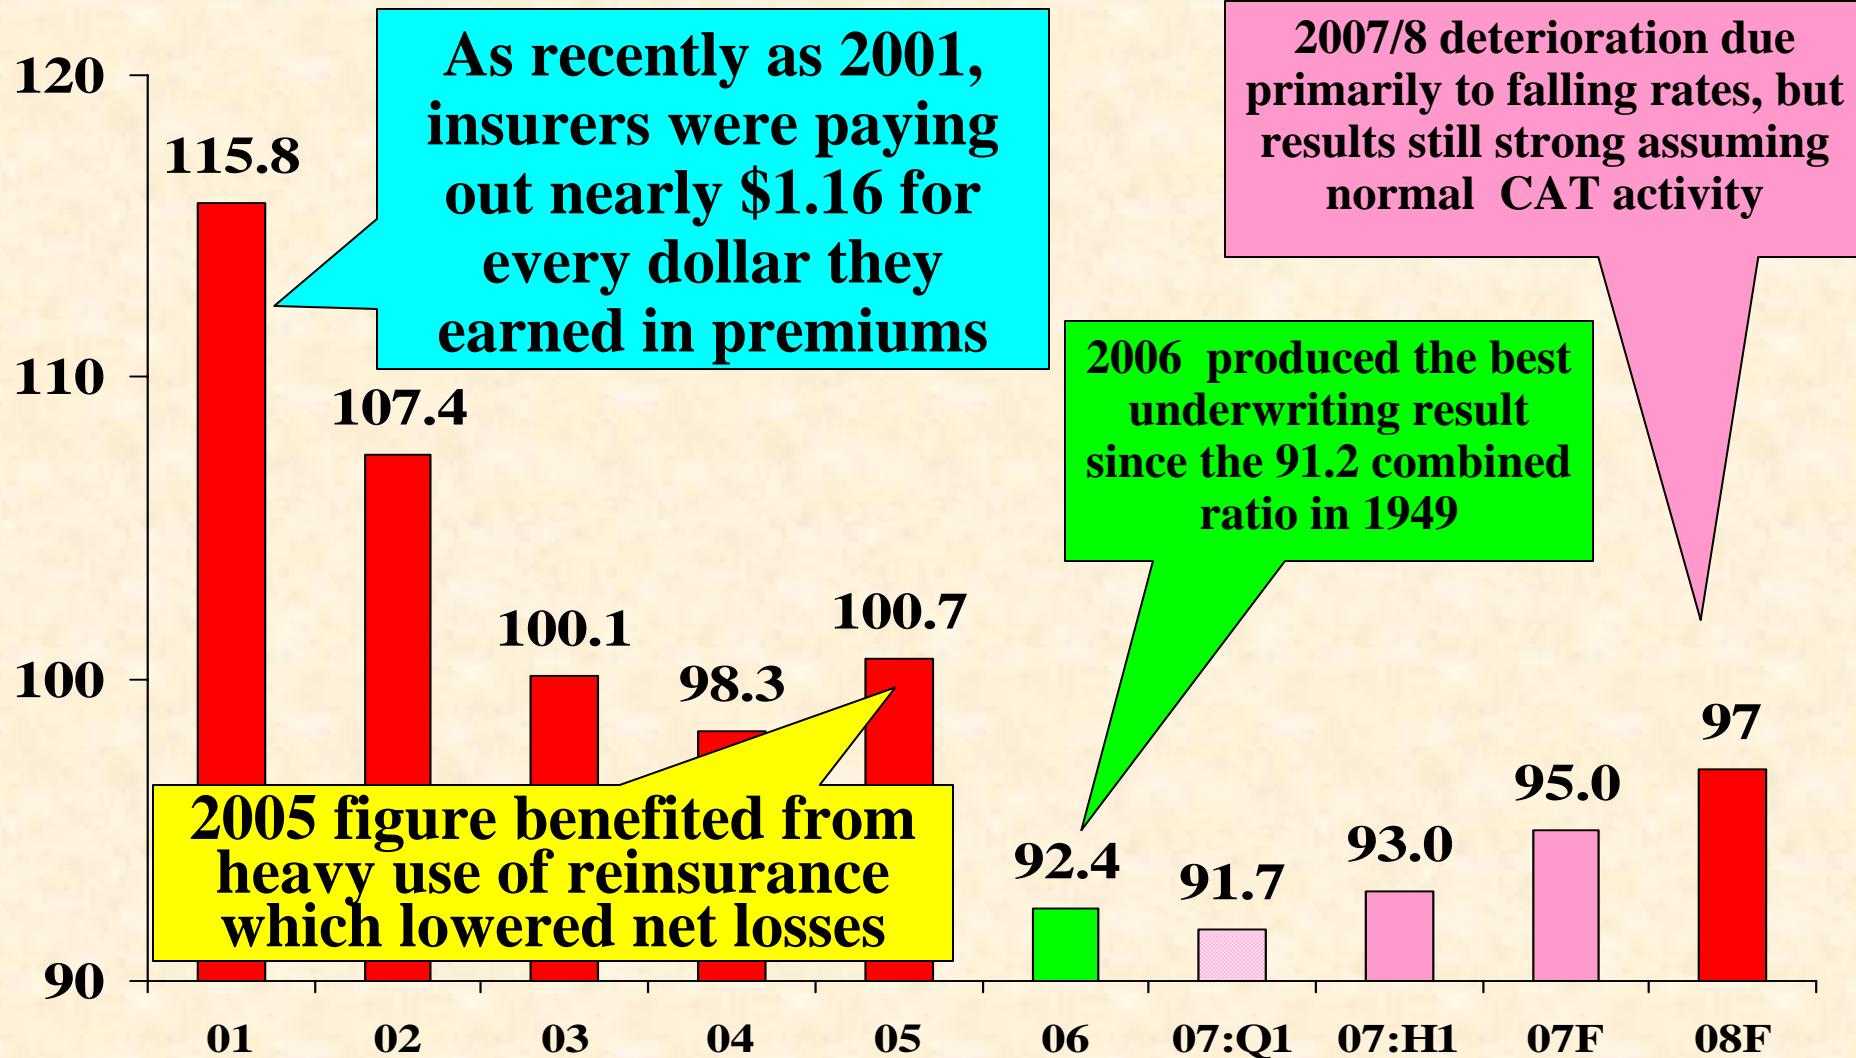 As recently as 2001,
insurers were paying
out nearly $1.16 for
every dollar they
earned in premiums
2007/8 deterioration due
primarily to falling rates, but
results still strong assuming
normal CAT activity
2006 produced the best
underwriting result
since the 91.2 combined
ratio in 1949
2005 figure benefited from
heavy use of reinsurance
which lowered net losses
120
110
100
90
115.8
107.4
100.1
98.3
100.7
92.4
91.7
93.0
95.0
97
01 02 03 04 05 06 07:Q1 07:H1 07F 08F